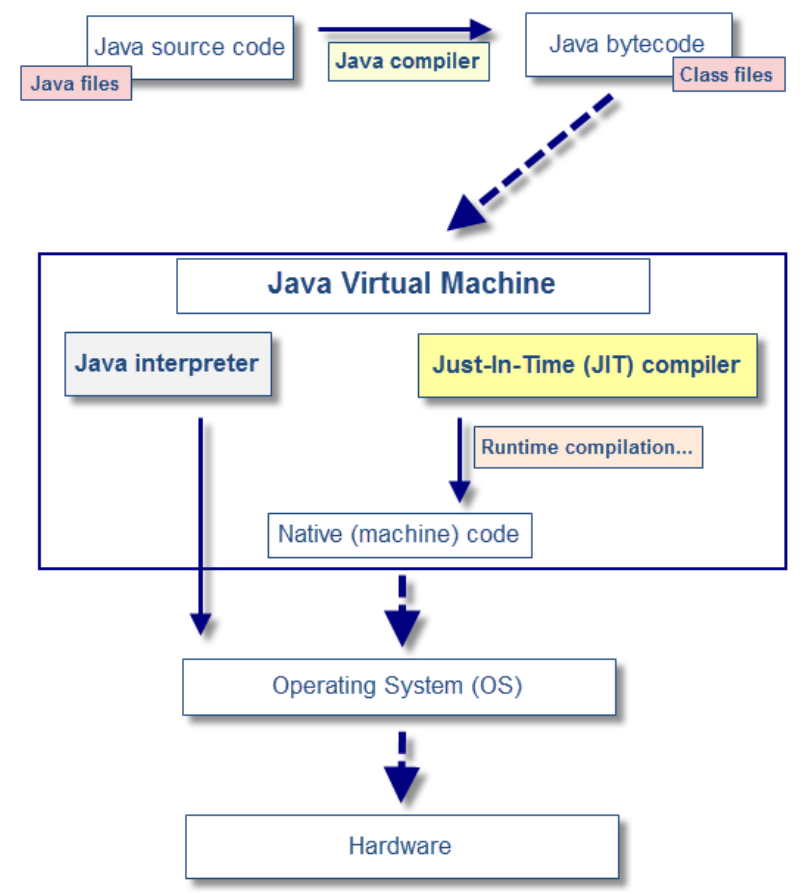 Java source code
Java files
Java compiler
Java bytecode
Class files
Java Virtual Machine
Java interpreter
Just-In-Time (JIT) compiler
Runtime compilation...
Native (machine) code
Operating System (OS)
Hardware